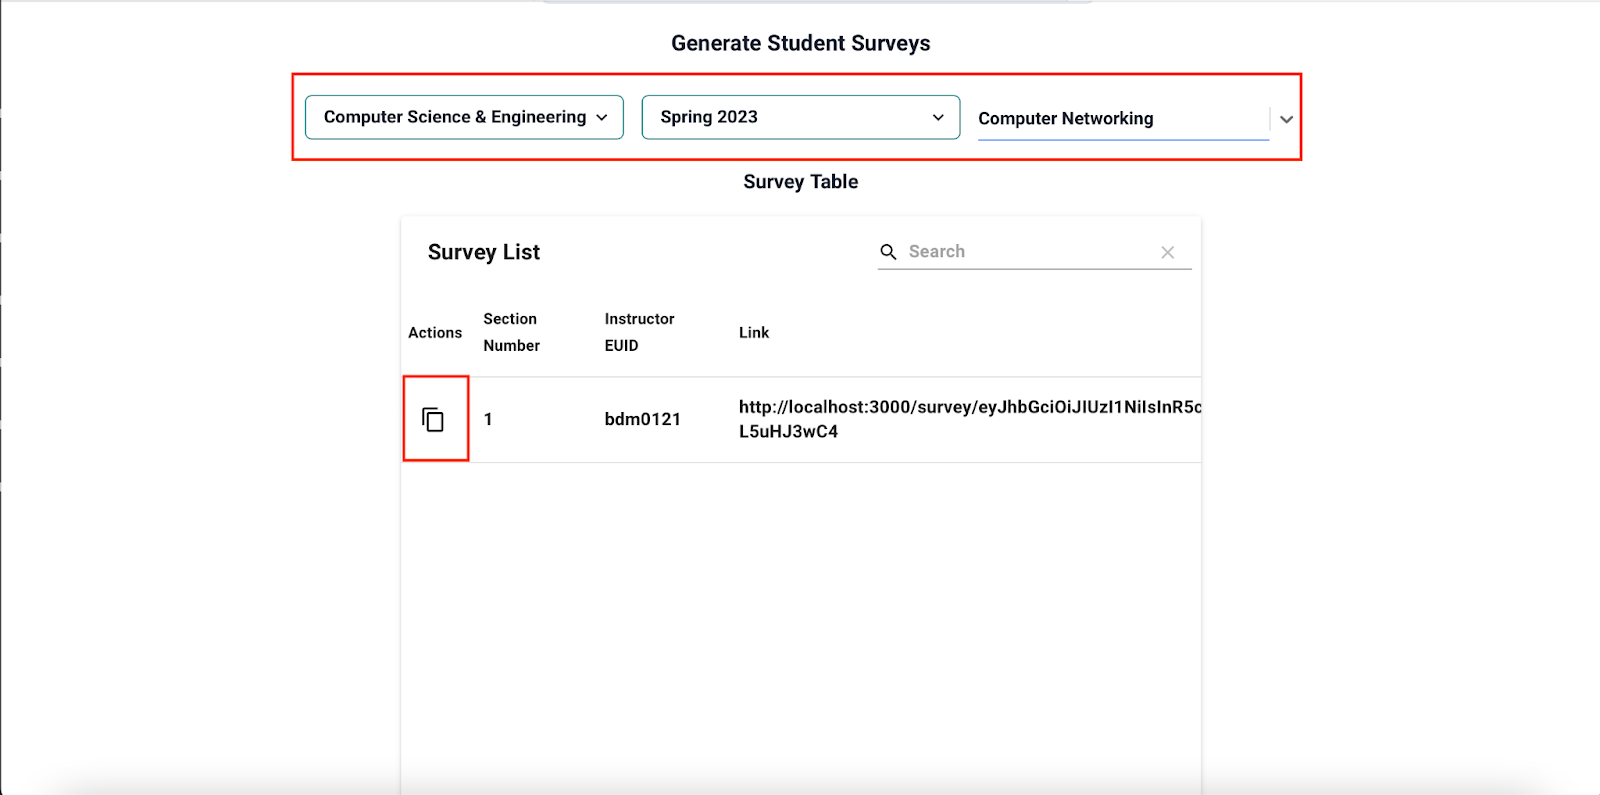 Generate Student Surveys
Computer Science & Engineering
Spring 2023
Computer Networking
Survey Table
Survey List
Search
Actions
Section Number
Instructor EUID
Link
1
bdm0121
http://localhost:3000/survey/eyJhbGciOiJIUzI1NiIsInR5c
L5uHJ3wC4